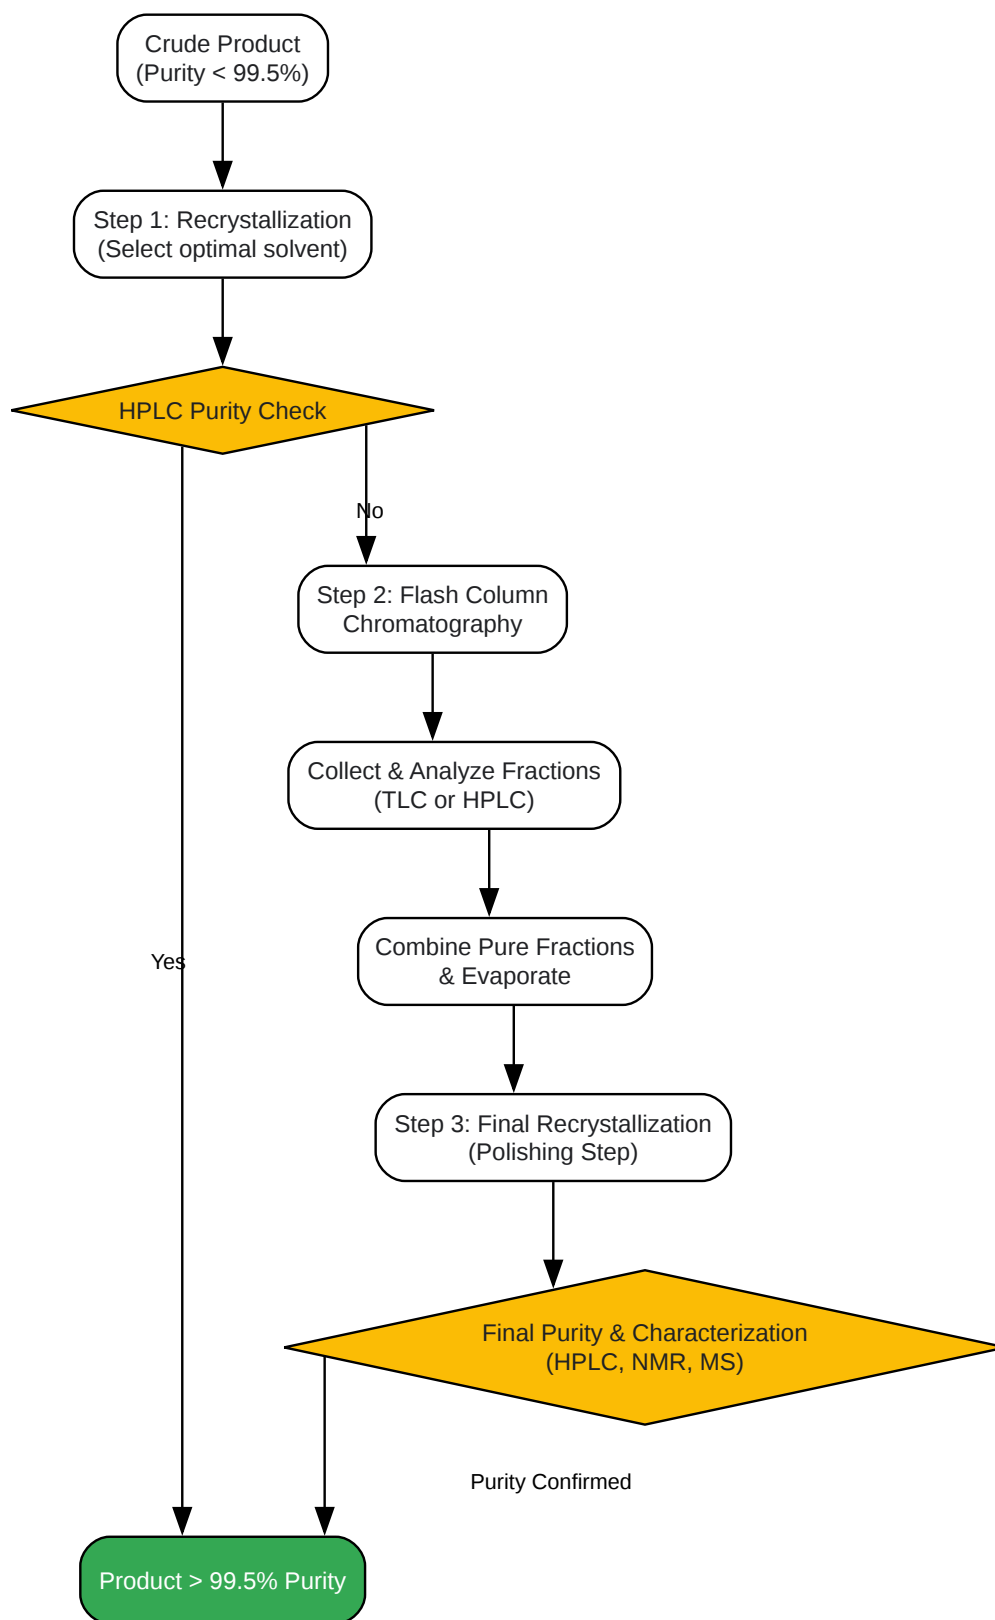 Crude Product
(Purity < 99.5%)
Step 1: Recrystallization
(Select optimal solvent)
HPLC Purity Check
No
Step 2: Flash Column
Chromatography
Collect & Analyze Fractions
(TLC or HPLC)
Combine Pure Fractions
& Evaporate
Yes
Step 3: Final Recrystallization
(Polishing Step)
Final Purity & Characterization
(HPLC, NMR, MS)
Purity Confirmed
Product > 99.5% Purity